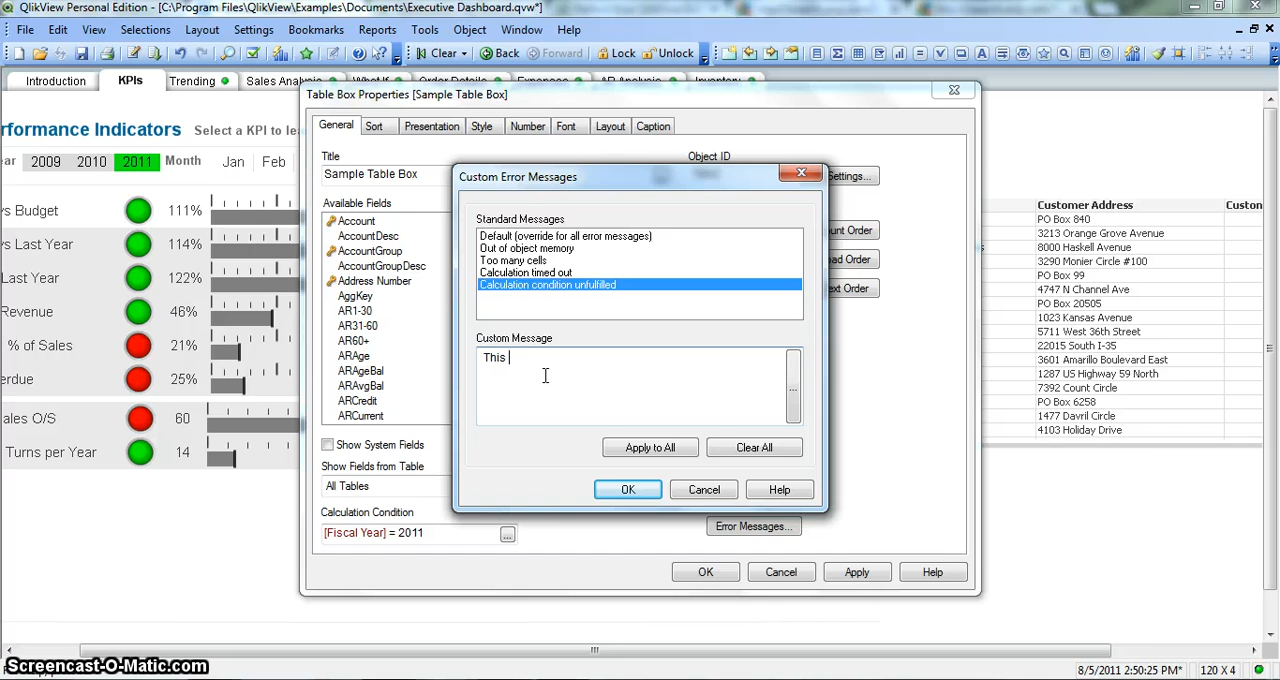 QlikView Personal Edition - [C:\Program Files\QlikView\Examples\Documents\Executive Dashboard.qvw*]
File Edit View Selections Layout Settings Bookmarks Reports Tools Object Window Help
Clear Back Forward Lock Unlock
Introduction KPIs Trending Sales Analysis What If Order Details Expenses AR Analysis Inventory
Table Box Properties [Sample Table Box]
General Sort Presentation Style Number Font Layout Caption
Title
Object ID
Sample Table Box
Settings...
Available Fields
Account
AccountDesc
AccountGroup
AccountGroupDesc
Address Number
AggKey
AR1-30
AR31-60
AR60+
ARAge
ARAgeBal
ARAvgBal
ARCredit
ARCurrent
ount Order
oad Order
ext Order
Show System Fields
Show Fields from Table
All Tables
Calculation Condition
[Fiscal Year] = 2011
...
Error Messages...
OK Cancel Apply Help
Custom Error Messages
Standard Messages
Default (override for all error messages)
Out of object memory
Too many cells
Calculation timed out
Calculation condition unfulfilled
Custom Message
This
...
Apply to All Clear All
OK Cancel Help
rformance Indicators Select a KPI to le
ear 2009 2010 2011 Month Jan Feb
s Budget 111%
s Last Year 114%
Last Year 122%
Revenue 46%
% of Sales 21%
erdue 25%
ales O/S 60
Turns per Year 14
Customer Address Custon
PO Box 840
3213 Orange Grove Avenue
8000 Haskell Avenue
3290 Monier Circle #100
PO Box 99
4747 N Channel Ave
PO Box 20505
1023 Kansas Avenue
5711 West 36th Street
22015 South I-35
3601 Amarillo Boulevard East
1287 US Highway 59 North
7392 Count Circle
PO Box 6258
1477 Davril Circle
4103 Holiday Drive
Screencast-O-Matic.com
8/5/2011 2:50:25 PM* 120 X 4